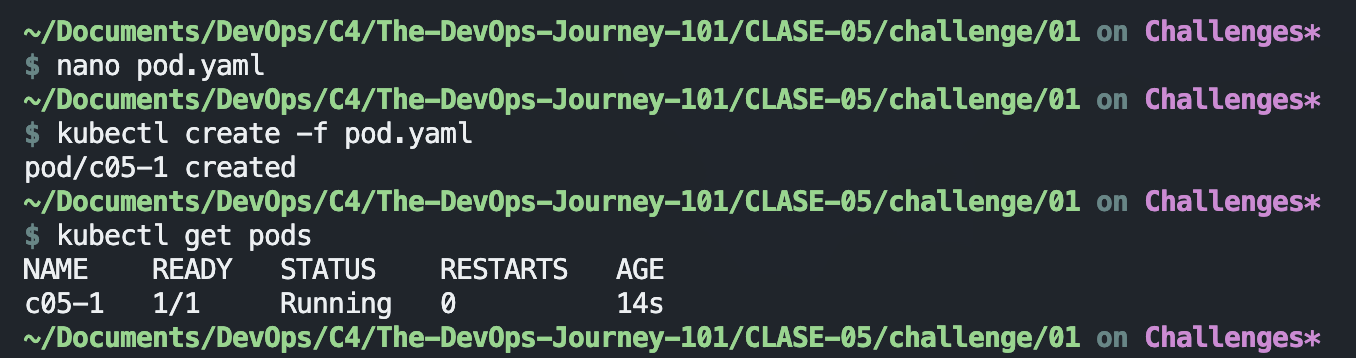 ~/Documents/DevOps/C4/The-DevOps-Journey-101/CLASE-05/challenge/01 on Challenges*
$ nano pod.yaml
~/Documents/DevOps/C4/The-DevOps-Journey-101/CLASE-05/challenge/01 on Challenges*
$ kubectl create -f pod.yaml
pod/c05-1 created
~/Documents/DevOps/C4/The-DevOps-Journey-101/CLASE-05/challenge/01 on Challenges*
$ kubectl get pods
NAME    READY   STATUS    RESTARTS   AGE
c05-1   1/1     Running   0          14s
~/Documents/DevOps/C4/The-DevOps-Journey-101/CLASE-05/challenge/01 on Challenges*